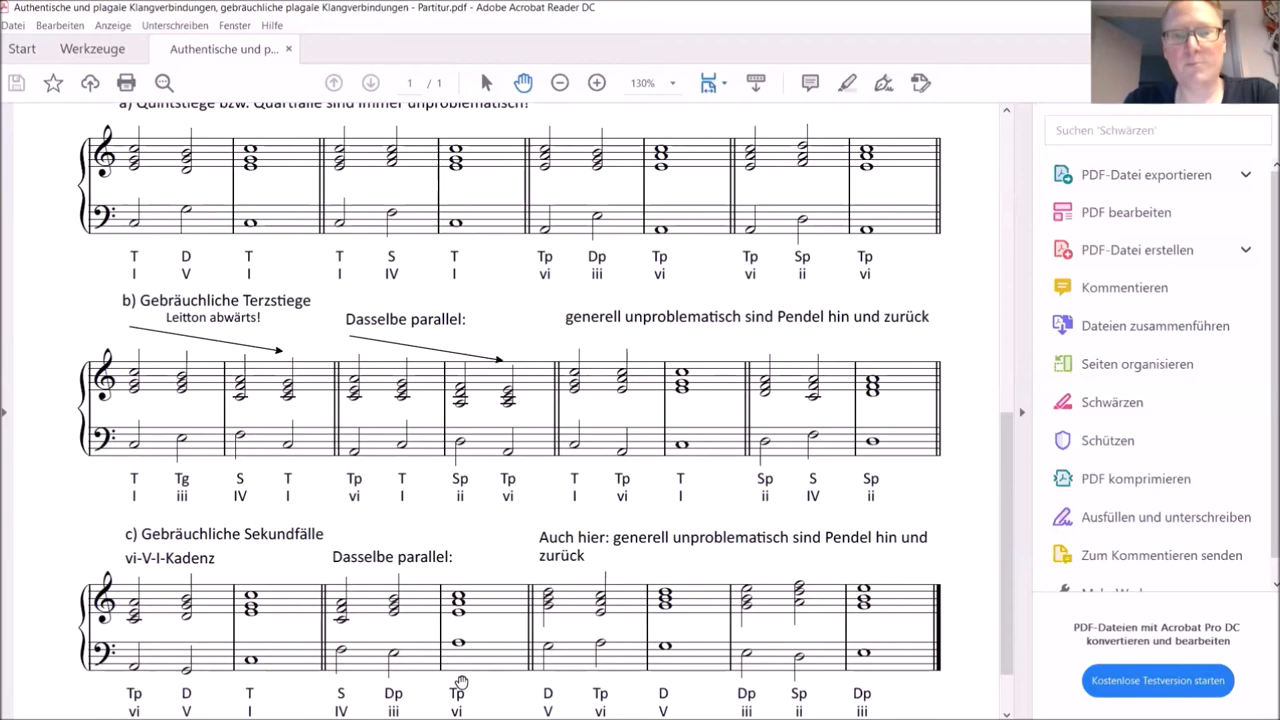 Authentische und plagale Klangverbindungen, gebräuchliche plagale Klangverbindungen - Partitur.pdf - Adobe Acrobat Reader DC
Datei Bearbeiten Anzeige Unterschreiben Fenster Hilfe
Start Werkzeuge Authentische und p... ×
1 / 1 130%
a) Quintstiege bzw. Quartfälle sind immer unproblematisch!
T D T T S T Tp Dp Tp Tp Sp Tp
I V I I IV I vi iii vi vi ii vi
b) Gebräuchliche Terzstiege
Leitton abwärts!
Dasselbe parallel:
generell unproblematisch sind Pendel hin und zurück
T Tg S T Tp T Sp Tp T Tp T Sp S Sp
I iii IV I vi I ii vi I vi I ii IV ii
c) Gebräuchliche Sekundfälle
vi-V-I-Kadenz
Dasselbe parallel:
Auch hier: generell unproblematisch sind Pendel hin und
zurück
Tp D T S Dp Tp D Tp D Dp Sp Dp
vi V I IV iii vi V vi V iii ii iii
Suchen 'Schwärzen'
PDF-Datei exportieren
PDF bearbeiten
PDF-Datei erstellen
Kommentieren
Dateien zusammenführen
Seiten organisieren
Schwärzen
Schützen
PDF komprimieren
Ausfüllen und unterschreiben
Zum Kommentieren senden
PDF-Dateien mit Acrobat Pro DC
konvertieren und bearbeiten
Kostenlose Testversion starten